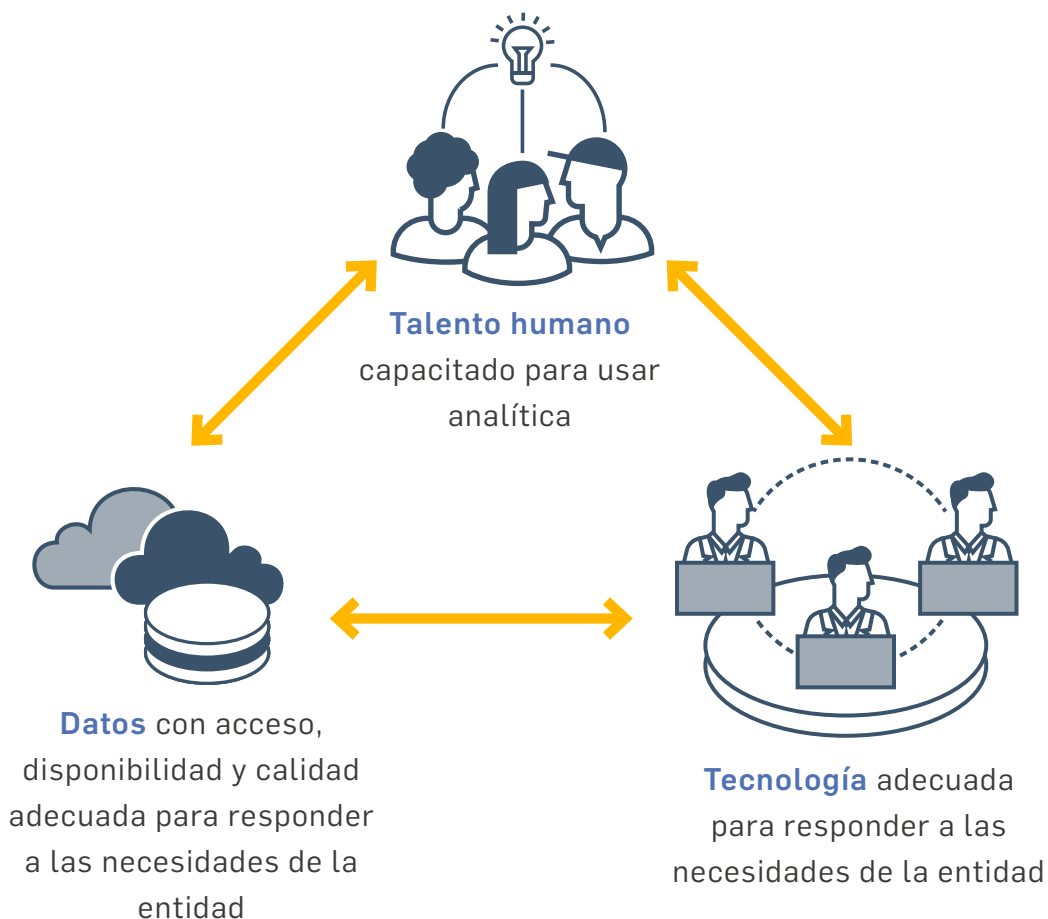 Talento humano
capacitado para usar
analítica
Datos con acceso,
disponibilidad y calidad
adecuada para responder
a las necesidades de la
entidad
Tecnología adecuada
para responder a las
necesidades de la entidad